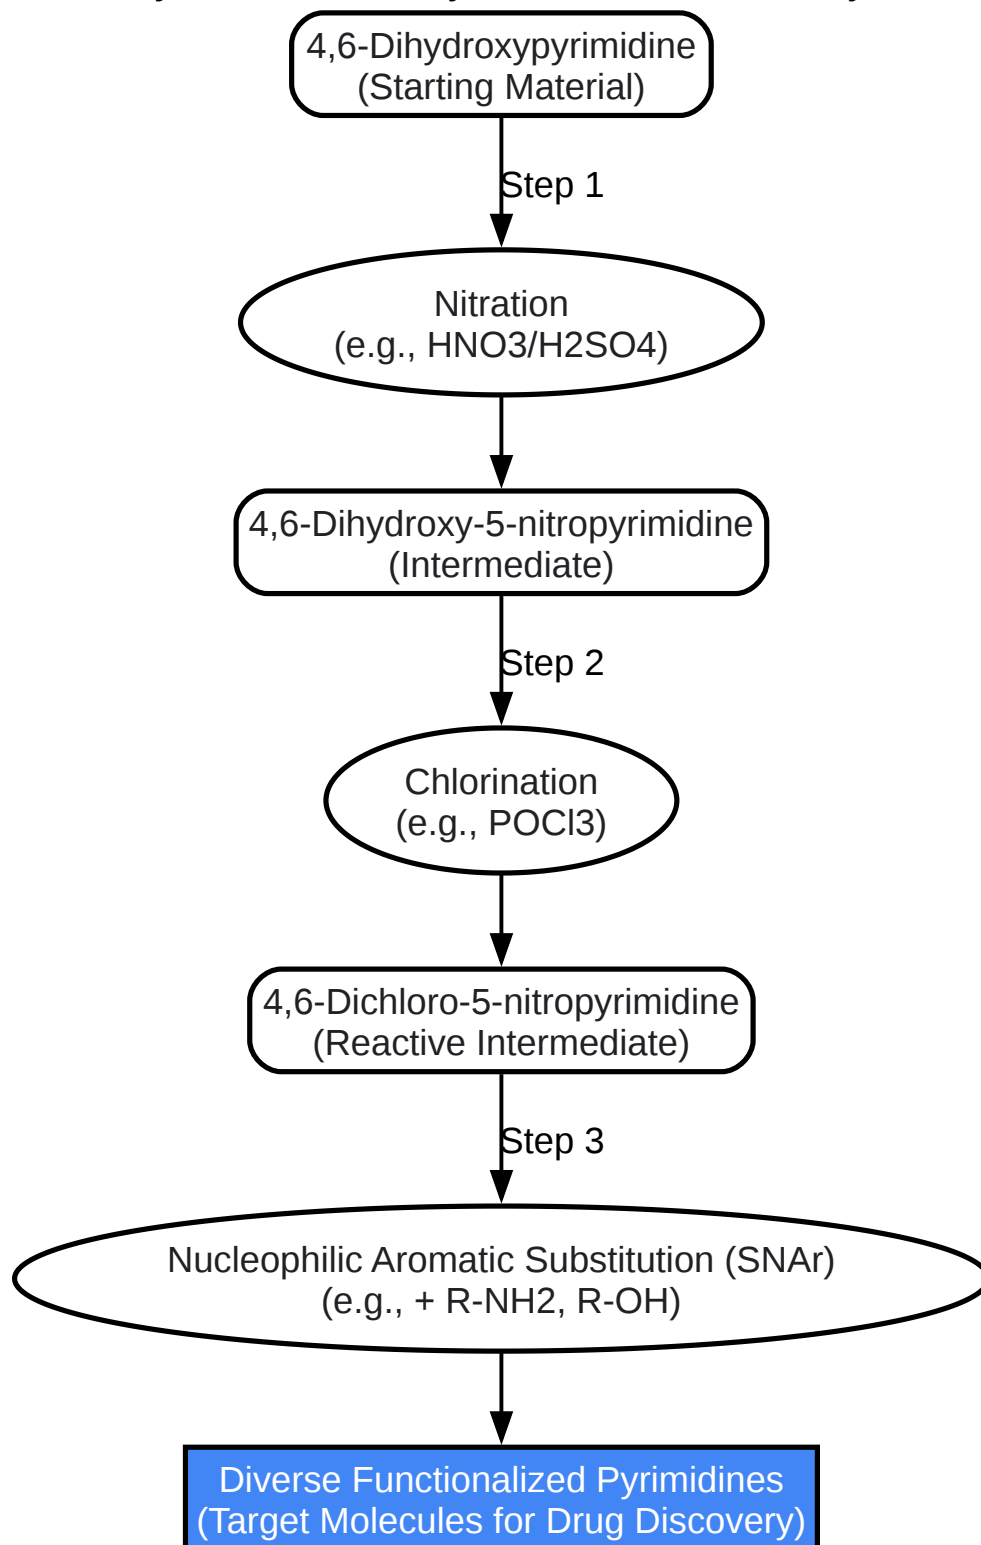 4,6-Dihydroxypyrimidine
(Starting Material)
Step 1
Nitration
(e.g., HNO3/H2SO4)
4,6-Dihydroxy-5-nitropyrimidine
(Intermediate)
Step 2
Chlorination
(e.g., POCl3)
4,6-Dichloro-5-nitropyrimidine
(Reactive Intermediate)
Step 3
Nucleophilic Aromatic Substitution (SNAr)
(e.g., + R-NH2, R-OH)
Diverse Functionalized Pyrimidines
(Target Molecules for Drug Discovery)